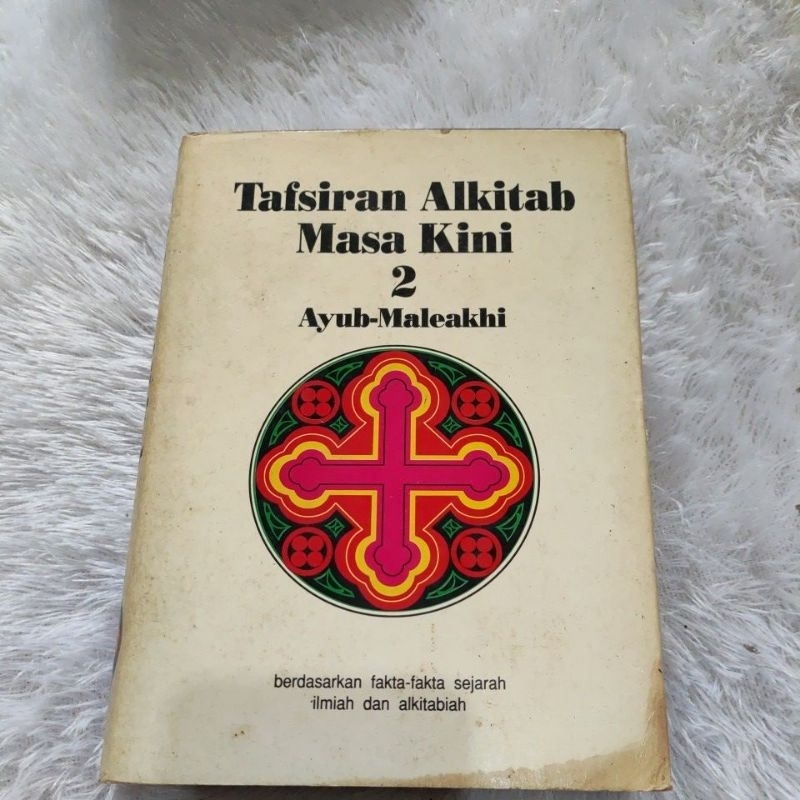 Tafsiran Alkitab
Masa Kini
2
Ayub-Maleakhi
berdasarkan fakta-fakta sejarah
ilmiah dan alkitabiah